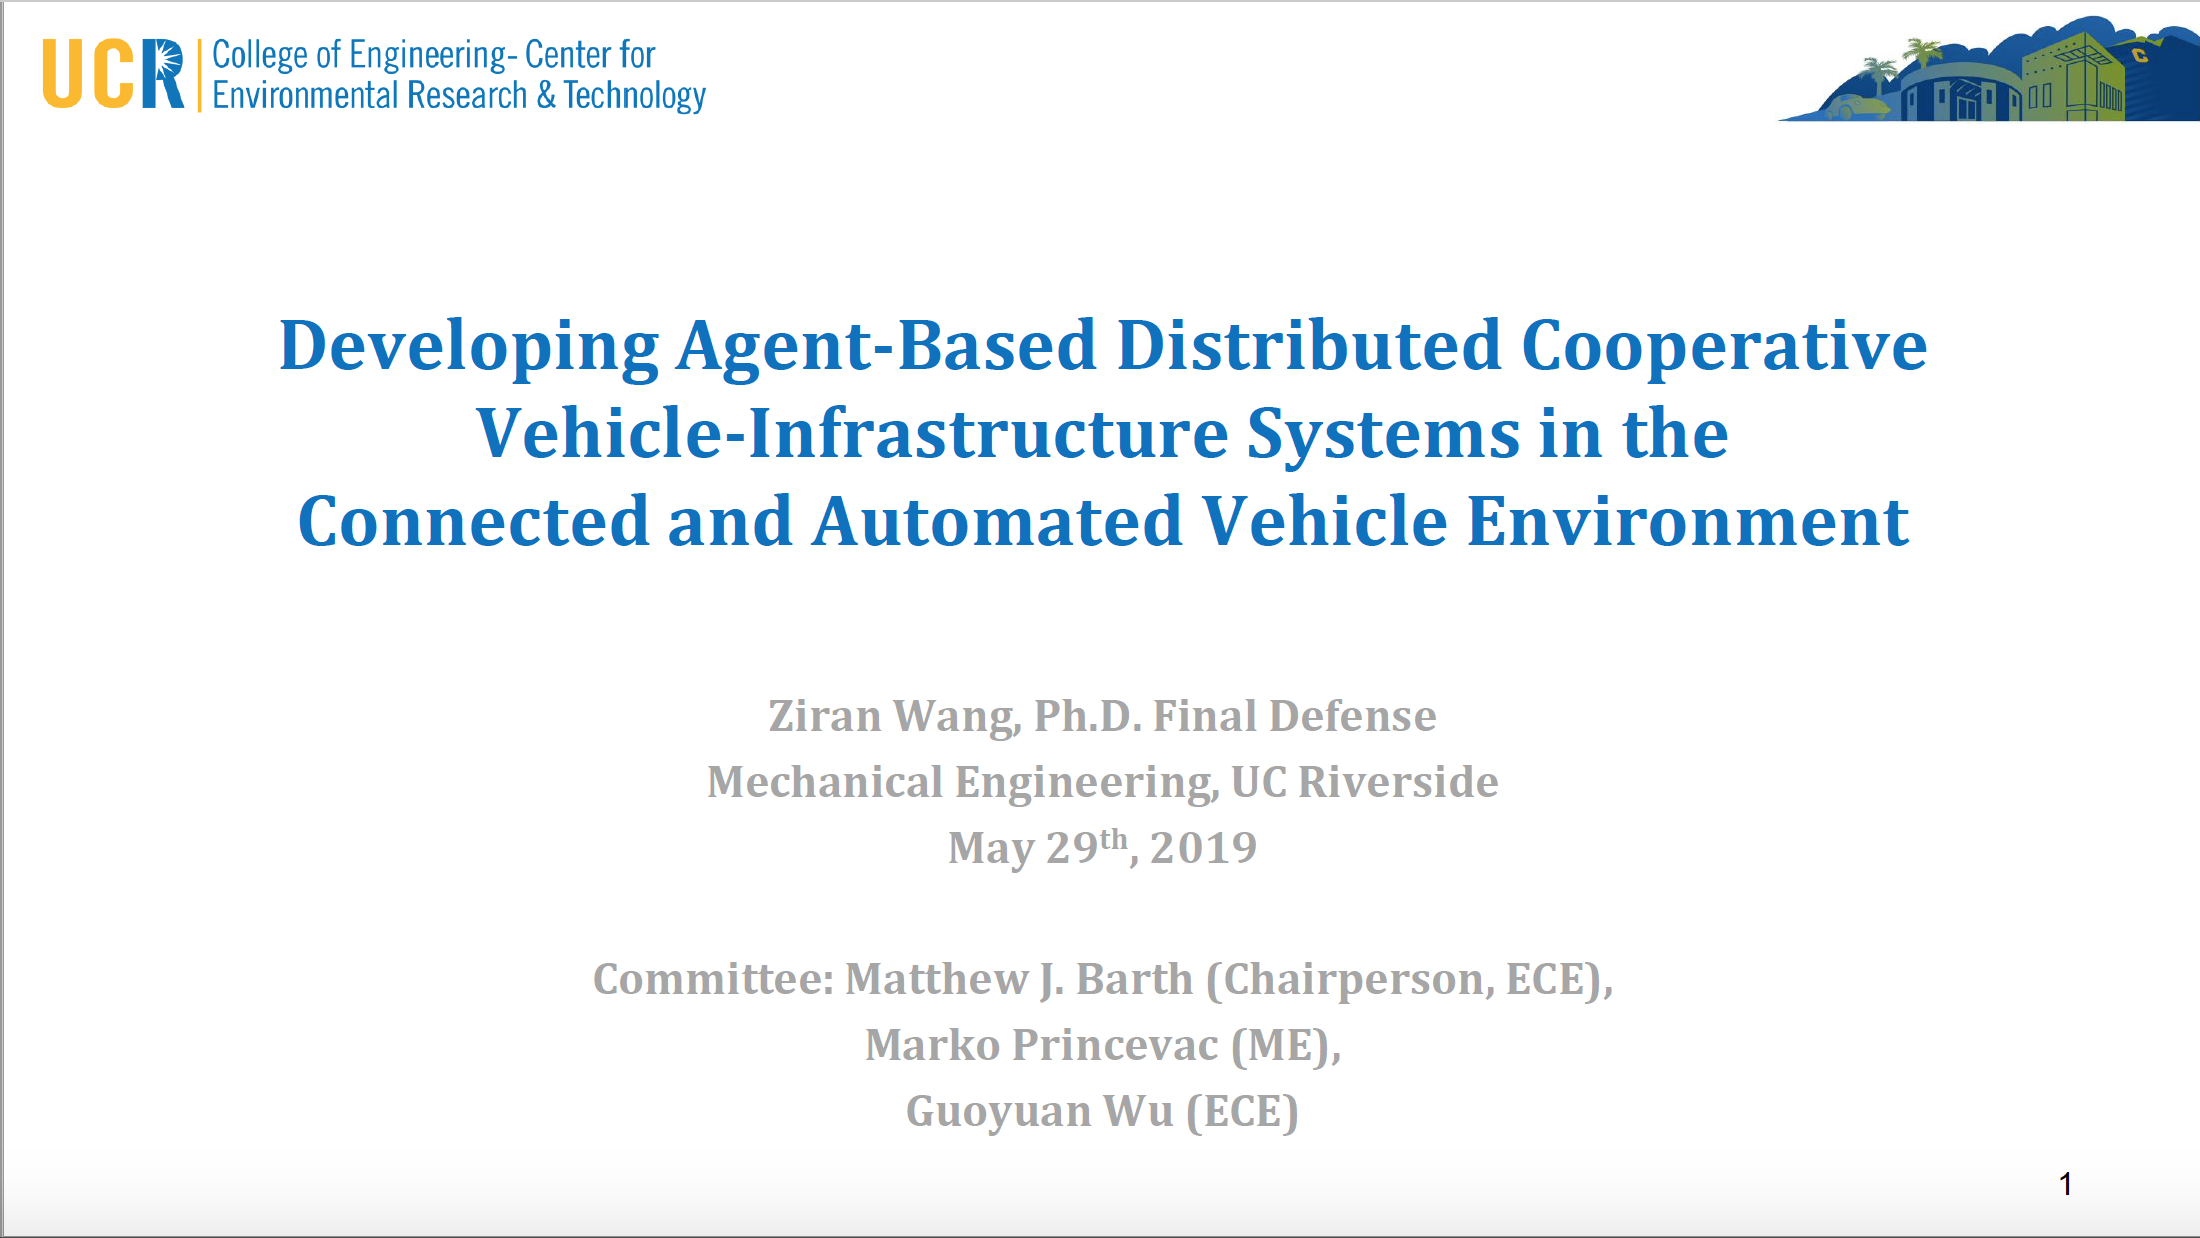 UCR
College of Engineering- Center for
Environmental Research & Technology
C
Developing Agent-Based Distributed Cooperative
Vehicle-Infrastructure Systems in the
Connected and Automated Vehicle Environment
Ziran Wang, Ph.D. Final Defense
Mechanical Engineering, UC Riverside
May 29th, 2019
Committee: Matthew J. Barth (Chairperson, ECE),
Marko Princevac (ME),
Guoyuan Wu (ECE)
1